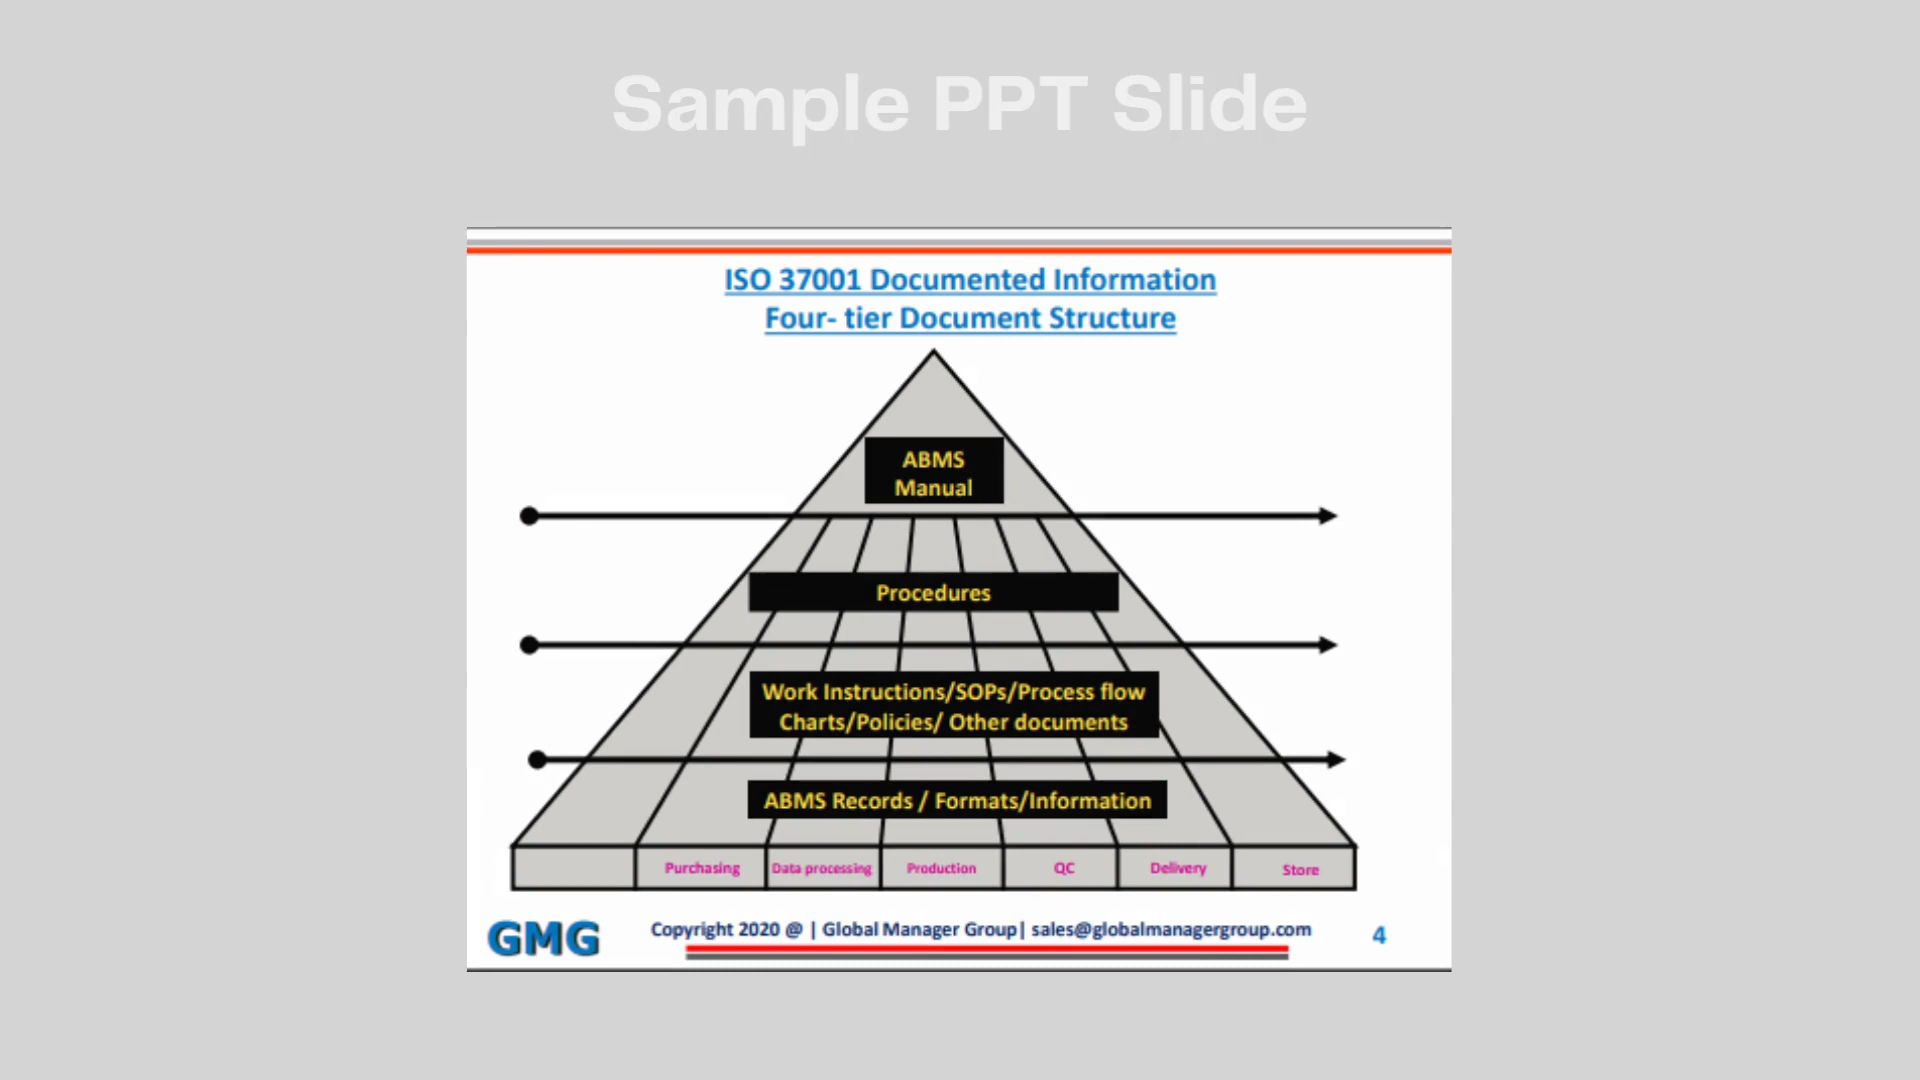 Sample PPT Slide
ISO 37001 Documented Information
Four- tier Document Structure
ABMS
Manual
Procedures
Work Instructions/SOPs/Process flow
Charts/Policies/ Other documents
ABMS Records / Formats/Information
Purchasing Data processing Production QC Delivery Store
GMG Copyright 2020 @ | Global Manager Group| sales@globalmanagergroup.com 4